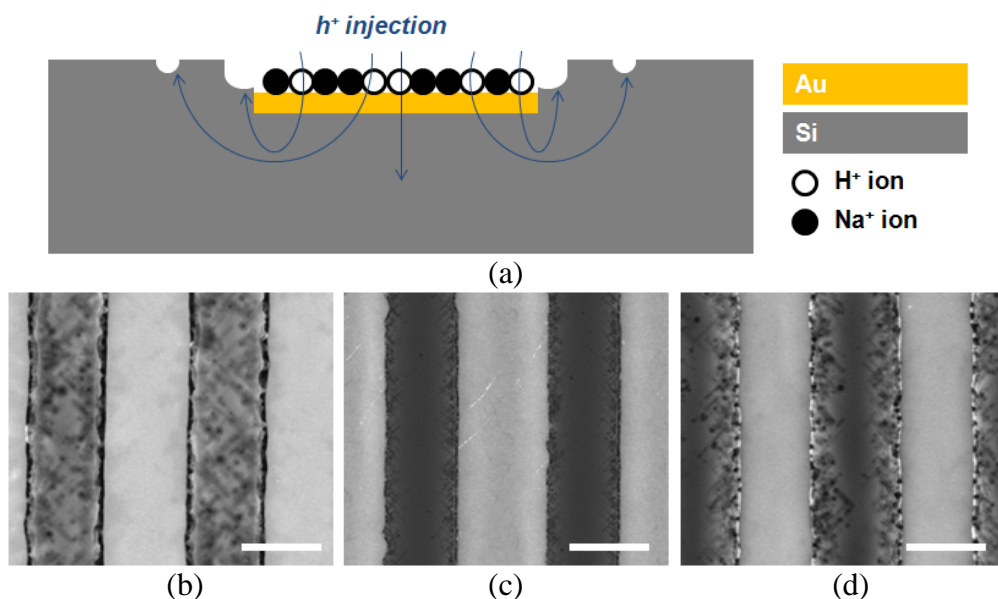 h⁺ injection
Au
Si
H⁺ ion
Na⁺ ion
(a)
(b)
(c)
(d)